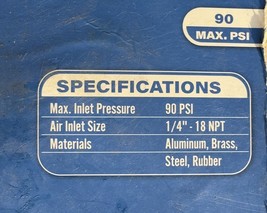 90
MAX. PSI
SPECIFICATIONS
Max. Inlet Pressure 90 PSI
Air Inlet Size 1/4" - 18 NPT
Materials Aluminum, Brass,
Steel, Rubber